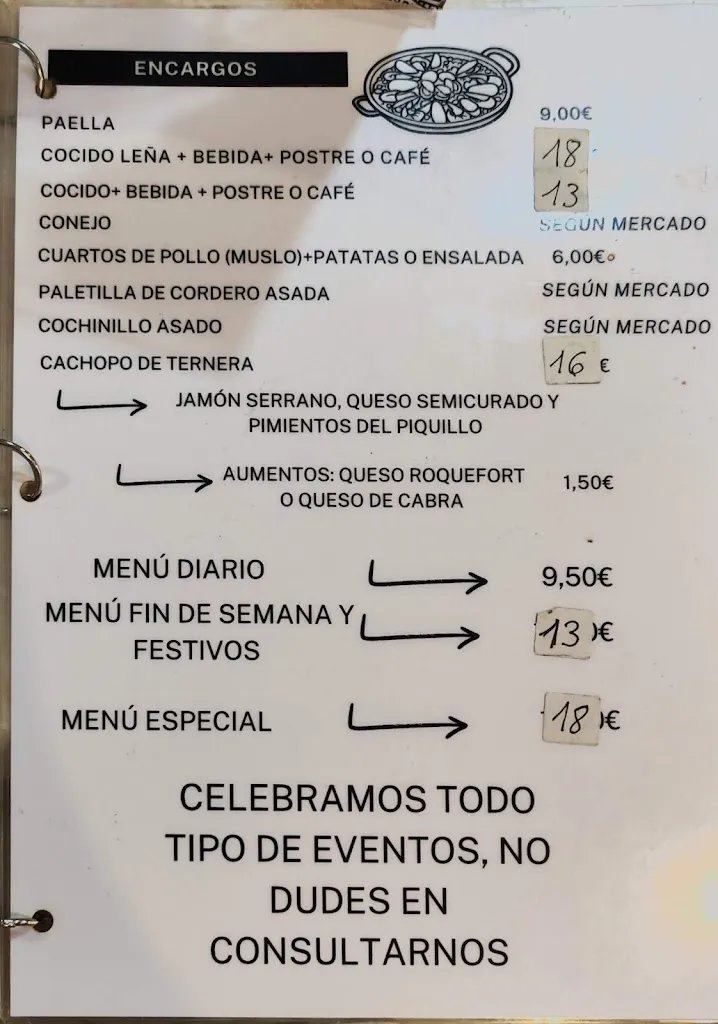 ENCARGOS
PAELLA 9,00€
COCIDO LEÑA + BEBIDA+ POSTRE O CAFÉ 18
COCIDO+ BEBIDA + POSTRE O CAFÉ 13
CONEJO SEGÚN MERCADO
CUARTOS DE POLLO (MUSLO)+PATATAS O ENSALADA 6,00€
PALETILLA DE CORDERO ASADA SEGÚN MERCADO
COCHINILLO ASADO SEGÚN MERCADO
CACHOPO DE TERNERA 16 €
JAMÓN SERRANO, QUESO SEMICURADO Y
PIMIENTOS DEL PIQUILLO
AUMENTOS: QUESO ROQUEFORT 1,50€
O QUESO DE CABRA
MENÚ DIARIO 9,50€
MENÚ FIN DE SEMANA Y 13 €
FESTIVOS
MENÚ ESPECIAL 18 €
CELEBRAMOS TODO
TIPO DE EVENTOS, NO
DUDES EN
CONSULTARNOS